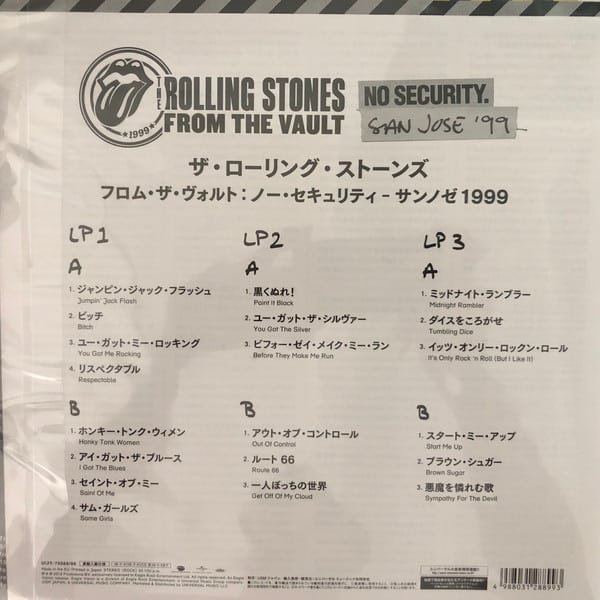 THE
ROLLING STONES
FROM THE VAULT
★1999★
NO SECURITY.
SAN JOSE '99
ザ・ローリング・ストーンズ
フロム・ザ・ヴォルト：ノー・セキュリティ – サンノゼ 1999
LP1
A
1. ジャンピン・ジャック・フラッシュ
Jumpin' Jack Flash
2. ビッチ
Bitch
3. ユー・ガット・ミー・ロッキング
You Got Me Rocking
4. リスペクタブル
Respectable
B
1. ホンキー・トンク・ウィメン
Honky Tonk Women
2. アイ・ガット・ザ・ブルース
I Got The Blues
3. セイント・オブ・ミー
Saint Of Me
4. サム・ガールズ
Some Girls
LP2
A
1. 黒くぬれ！
Paint It Black
2. ユー・ガット・ザ・シルヴァー
You Got The Silver
3. ビフォー・ゼイ・メイク・ミー・ラン
Before They Make Me Run
B
1. アウト・オブ・コントロール
Out Of Control
2. ルート 66
Route 66
3. 一人ぼっちの世界
Get Off Of My Cloud
LP3
A
1. ミッドナイト・ランブラー
Midnight Rambler
2. ダイスをころがせ
Tumbling Dice
3. イッツ・オンリー・ロックン・ロール
It's Only Rock 'n Roll (But I Like It)
B
1. スタート・ミー・アップ
Start Me Up
2. ブラウン・シュガー
Brown Sugar
3. 悪魔を憐れむ歌
Sympathy For The Devil
4 988031 288993